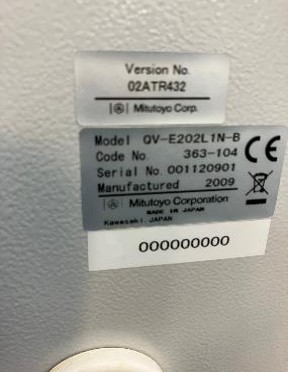 Version No.
02ATR432
Mitutoyo Corp.
Model QV-E202L1N-B
Code No. 363-104
Serial No. 001120901
Manufactured 2009
Mitutoyo Corporation
MADE IN JAPAN
Kawasaki JAPAN
CE
000000000